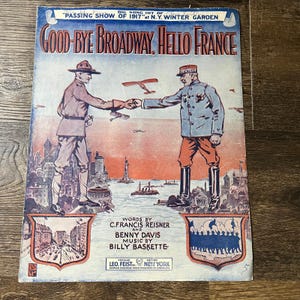 "PASSING SHOW OF 1917" at N.Y. WINTER GARDEN
GOOD-BYE BROADWAY, HELLO FRANCE
WORDS BY
C. FRANCIS REISNER
AND
BENNY DAVIS
MUSIC BY
BILLY BASKETTE
LEO. FEIST NEW YORK